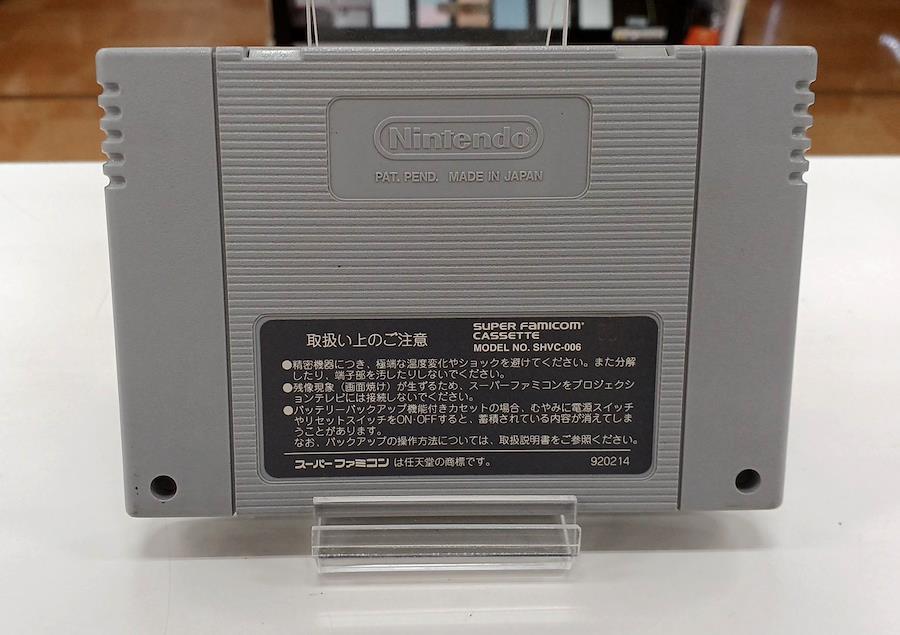 Nintendo®
PAT. PEND. MADE IN JAPAN
取扱い上のご注意
SUPER FAMICOM®
CASSETTE
MODEL NO. SHVC-006
●精密機器につき、極端な温度変化やショックを避けてください。また分解
したり、端子部を汚したりしないでください。
●残像現象（画面焼け）が生ずるため、スーパーファミコンをプロジェクシ
ョンテレビには接続しないでください。
●バッテリーバックアップ機能付きカセットの場合、むやみに電源スイッチ
やリセットスイッチをON・OFFすると、蓄積されている内容が消えてしま
うことがあります。
なお、バックアップの操作方法については、取扱説明書をご参照ください。
スーパーファミコン は任天堂の商標です。
920214